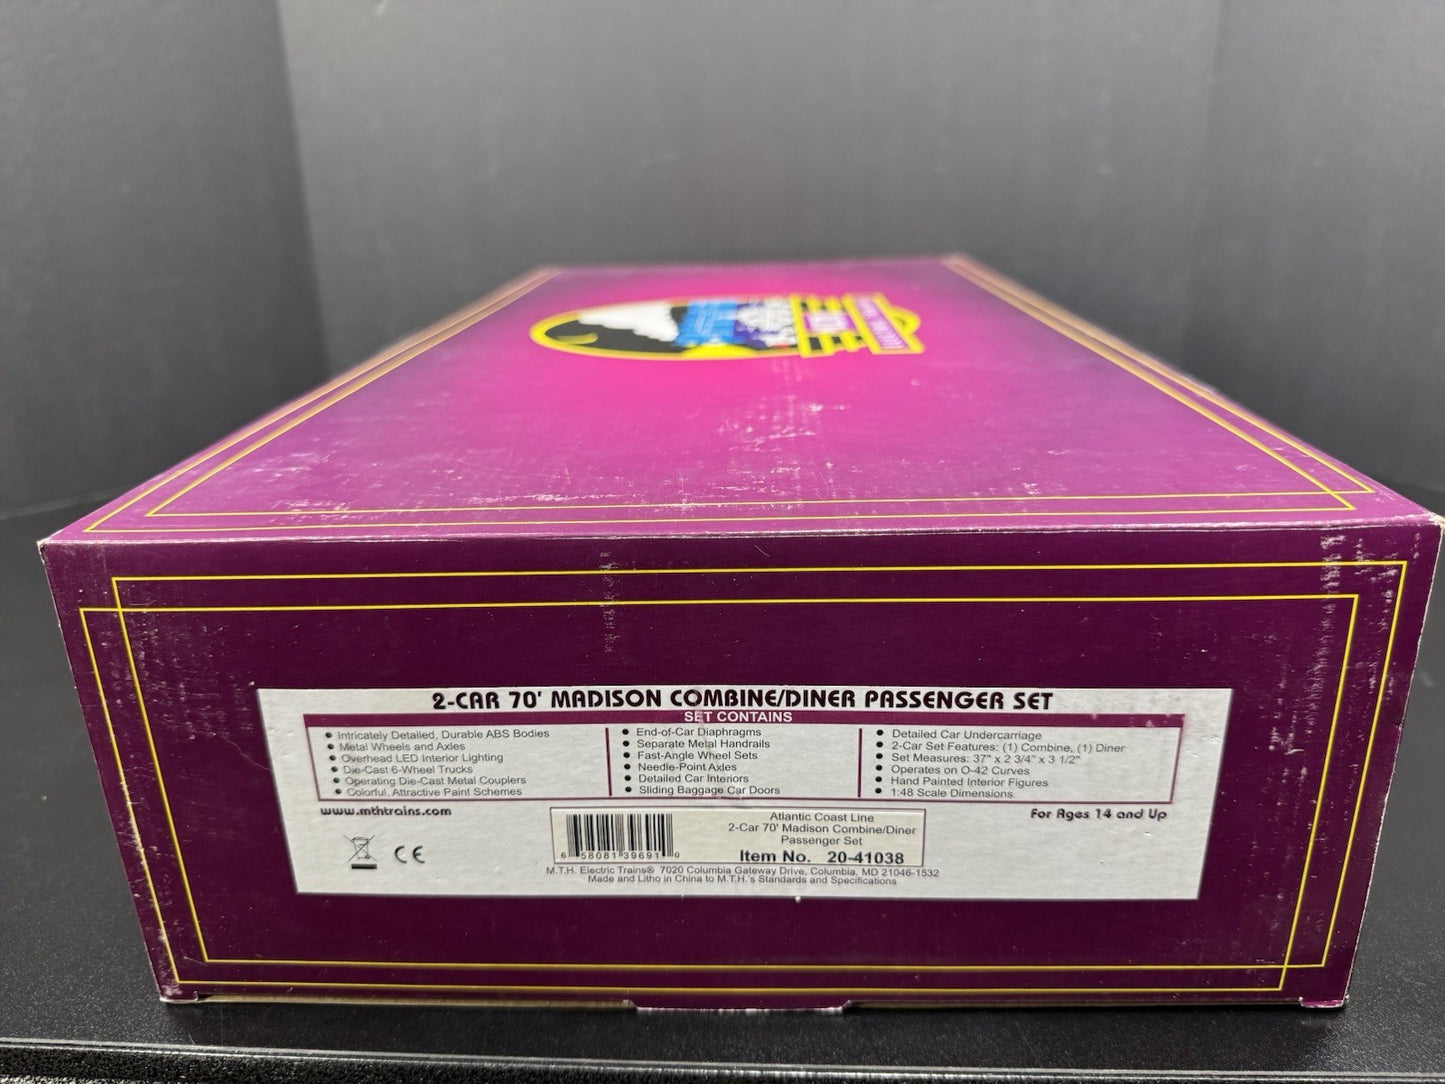 2-CAR 70' MADISON COMBINE/DINER PASSENGER SET
SET CONTAINS
• Intricately Detailed, Durable ABS Bodies
• Metal Wheels and Axles
• Overhead LED Interior Lighting
• Die-Cast 6-Wheel Trucks
• Operating Die-Cast Metal Couplers
• Colorful, Attractive Paint Schemes
• End-of-Car Diaphragms
• Separate Metal Handrails
• Fast-Angle Wheel Sets
• Needle-Point Axles
• Detailed Car Interiors
• Sliding Baggage Car Doors
• Detailed Car Undercarriage
• 2-Car Set Features: (1) Combine, (1) Diner
• Set Measures: 37" x 2 3/4" x 3 1/2"
• Operates on O-42 Curves
• Hand Painted Interior Figures
• 1:48 Scale Dimensions
www.mthtrains.com
For Ages 14 and Up
CE
6 58081 39691 0
Atlantic Coast Line
2-Car 70' Madison Combine/Diner
Passenger Set
Item No. 20-41038
M.T.H. Electric Trains® 7020 Columbia Gateway Drive, Columbia, MD 21046-1532
Made and Litho in China to M.T.H.'s Standards and Specifications